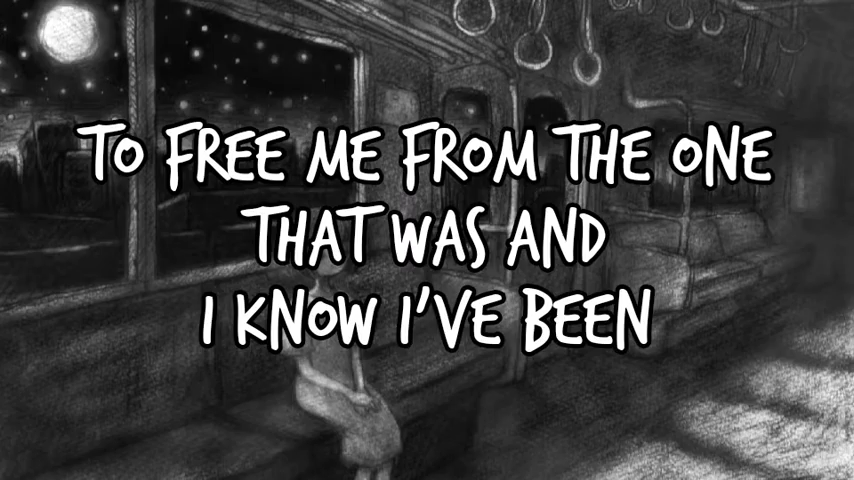 TO FREE ME FROM THE ONE
THAT WAS AND
I KNOW I'VE BEEN